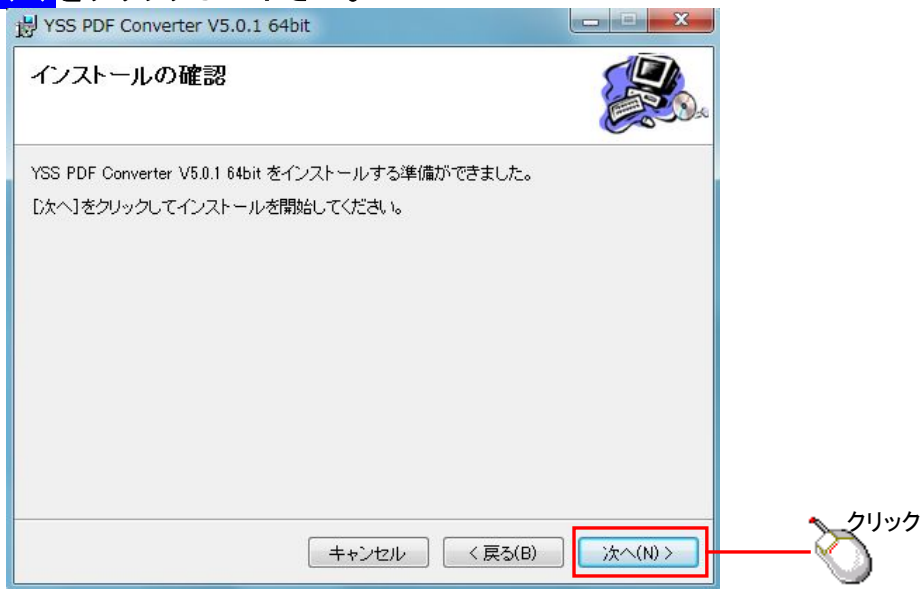 YSS PDF Converter V5.0.1 64bit
インストールの確認
YSS PDF Converter V5.0.1 64bit をインストールする準備ができました。
[次へ]をクリックしてインストールを開始してください。
キャンセル
< 戻る(B)
次へ(N) >
クリック